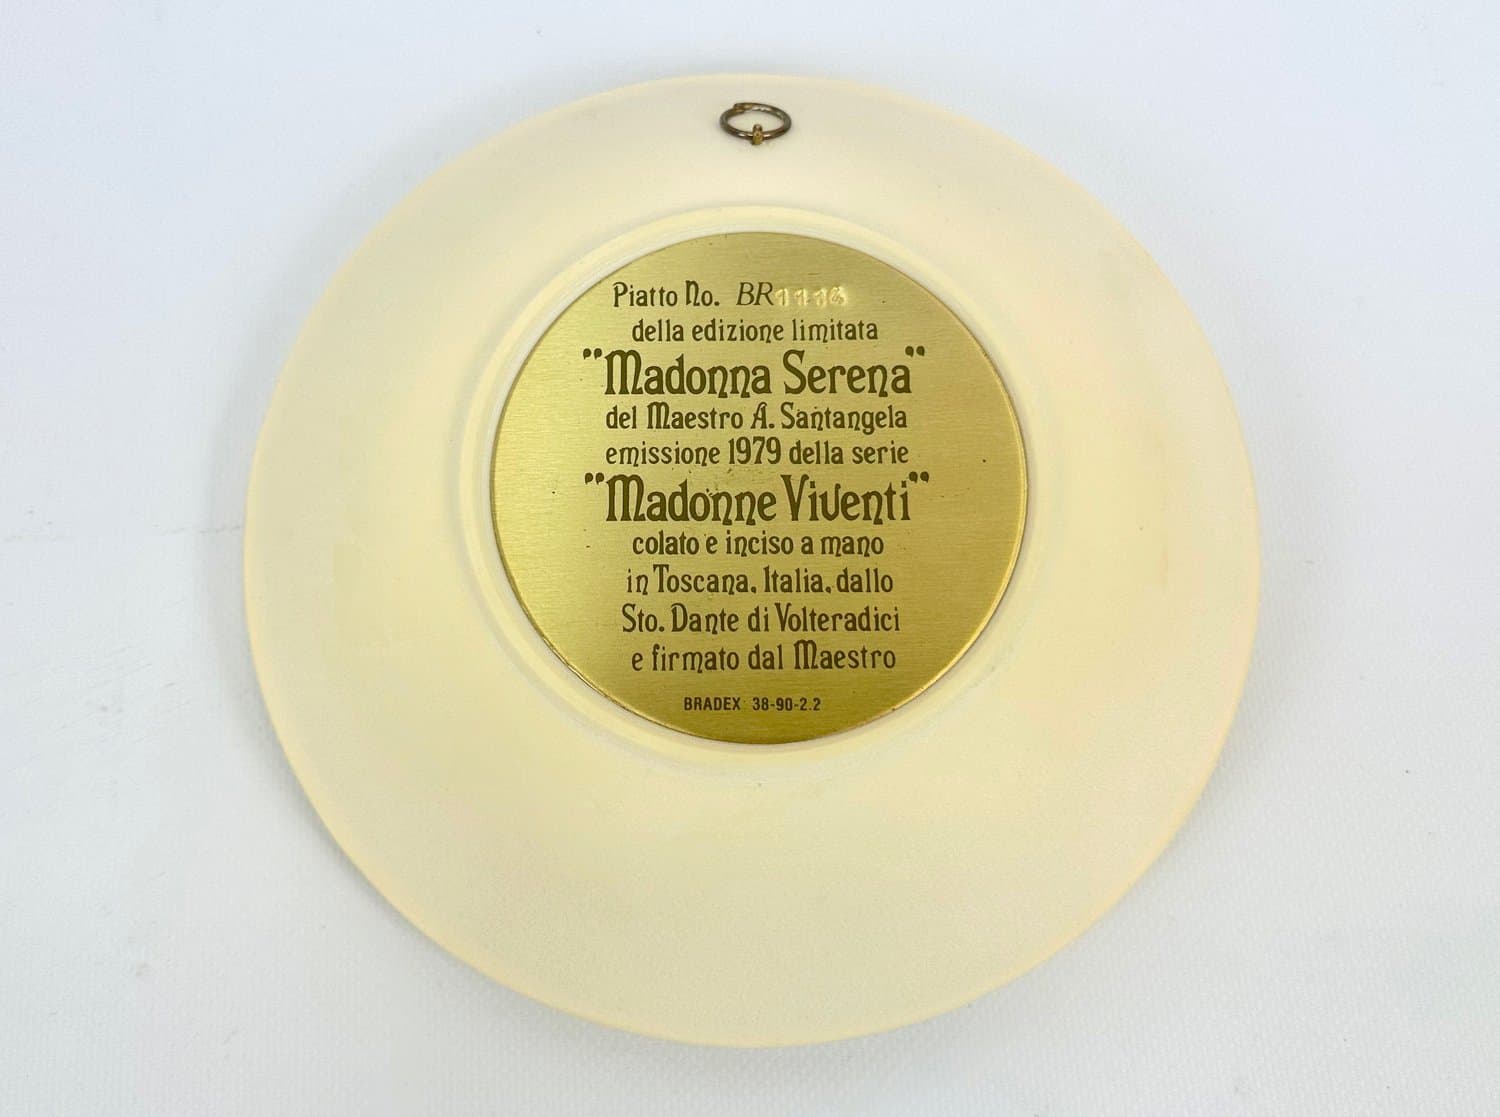 Piatto No. BR1116
della edizione limitata
"Madonna Serena"
del Maestro A. Santangela
emissione 1979 della serie
"Madonne Viventi"
colato e inciso a mano
in Toscana, Italia, dallo
Sto. Dante di Volteradici
e firmato dal Maestro
BRADEX 38-90-2.2